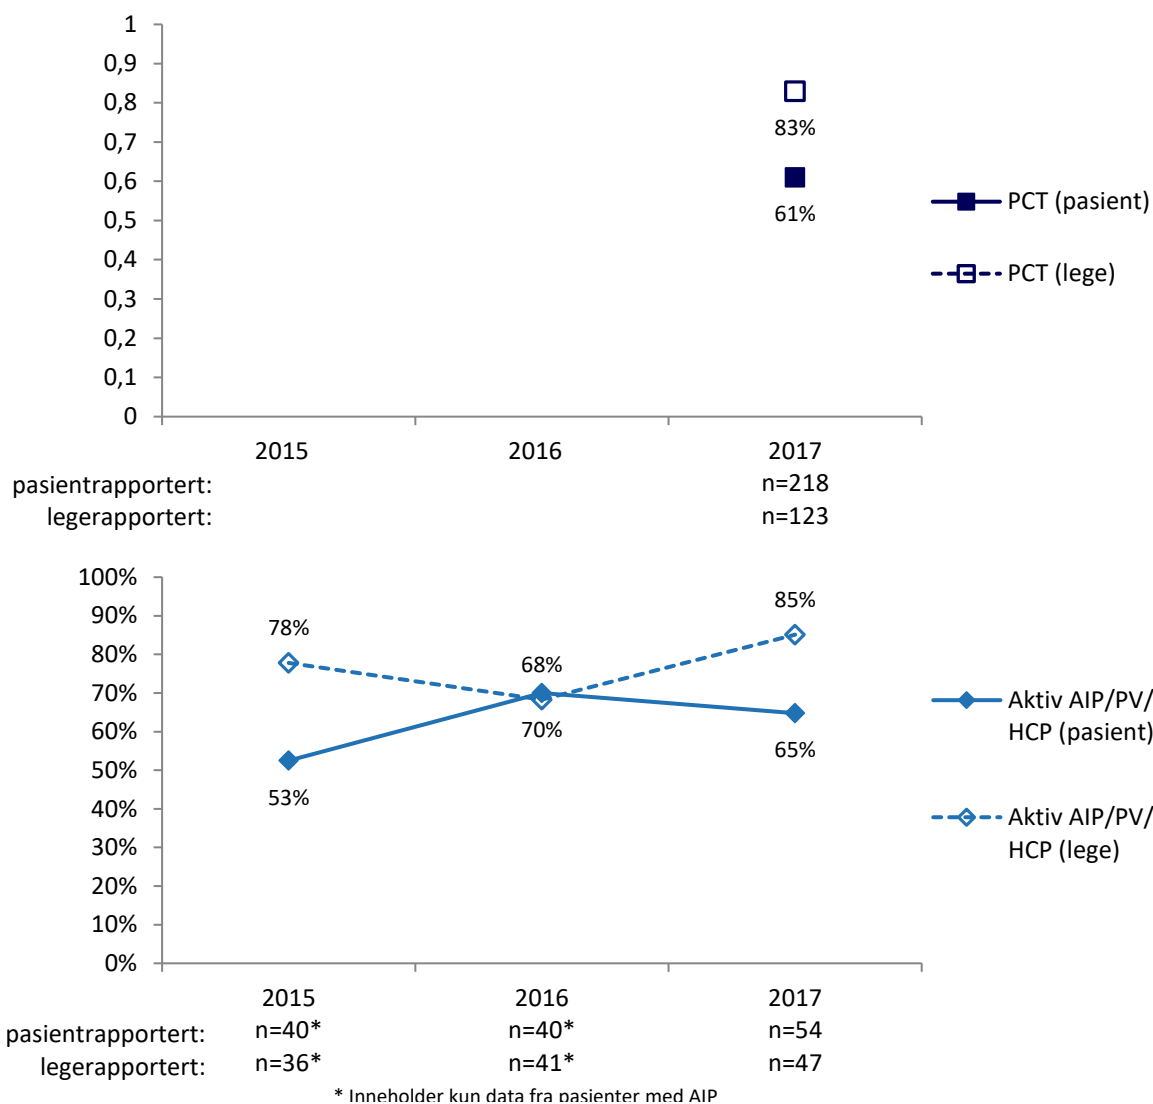 1
0,9
0,8
0,7
0,6
0,5
0,4
0,3
0,2
0,1
0
83%
61%
PCT (pasient)
PCT (lege)
2015 2016 2017
pasientrapportert: n=218
legerapportert: n=123
100%
90%
80%
70%
60%
50%
40%
30%
20%
10%
0%
78%
68%
85%
53%
70%
65%
Aktiv AIP/PV/
HCP (pasient)
Aktiv AIP/PV/
HCP (lege)
2015 2016 2017
pasientrapportert: n=40* n=40* n=54
legerapportert: n=36* n=41* n=47
* Inneholder kun data fra pasienter med AIP